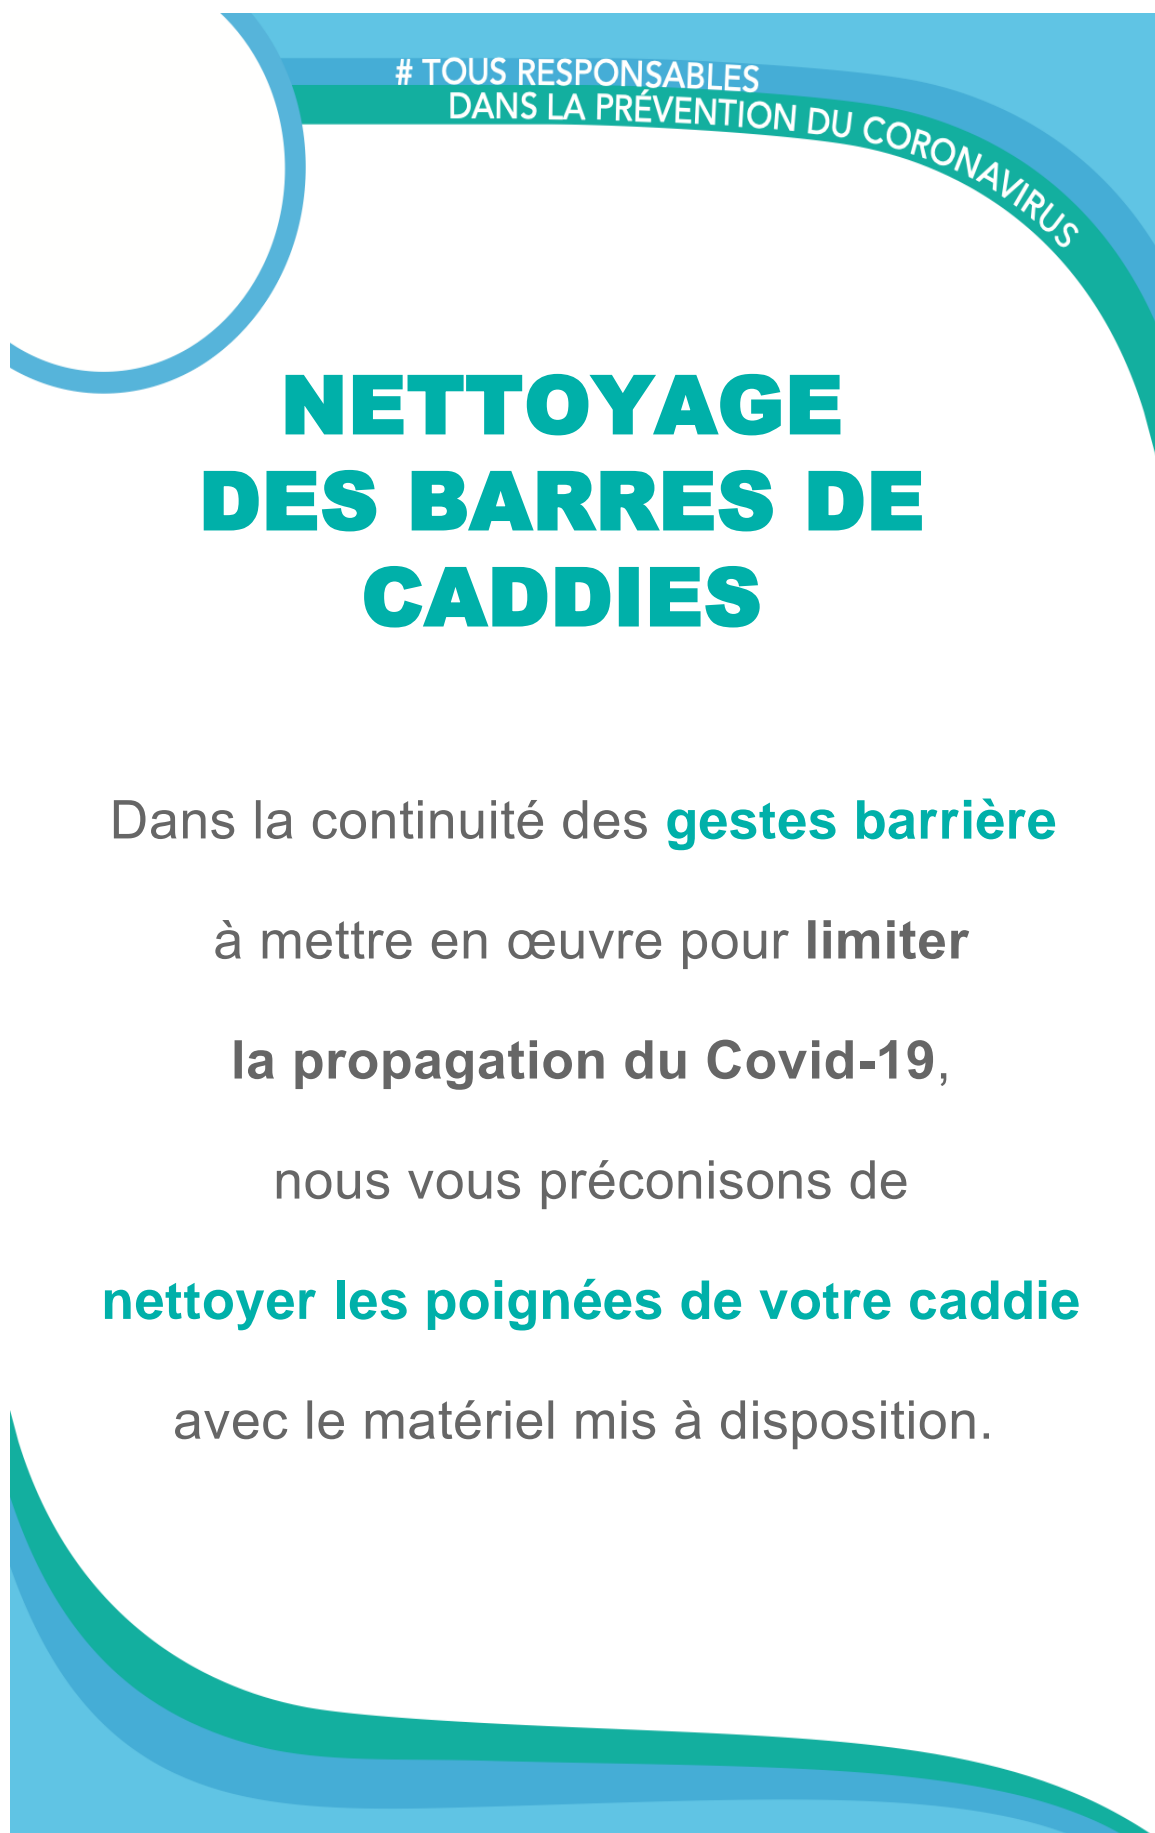 # TOUS RESPONSABLES
DANS LA PRÉVENTION DU CORONAVIRUS
NETTOYAGE
DES BARRES DE
CADDIES
Dans la continuité des gestes barrière
à mettre en œuvre pour limiter
la propagation du Covid-19,
nous vous préconisons de
nettoyer les poignées de votre caddie
avec le matériel mis à disposition.